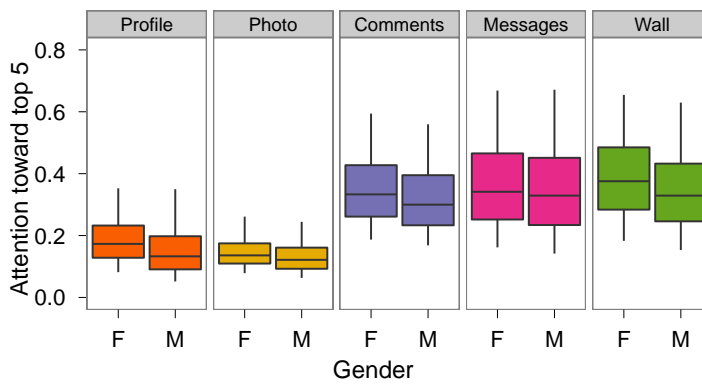 Profile Photo Comments Messages Wall
Attention toward top 5
0.8
0.6
0.4
0.2
0.0
F M F M F M F M F M
Gender